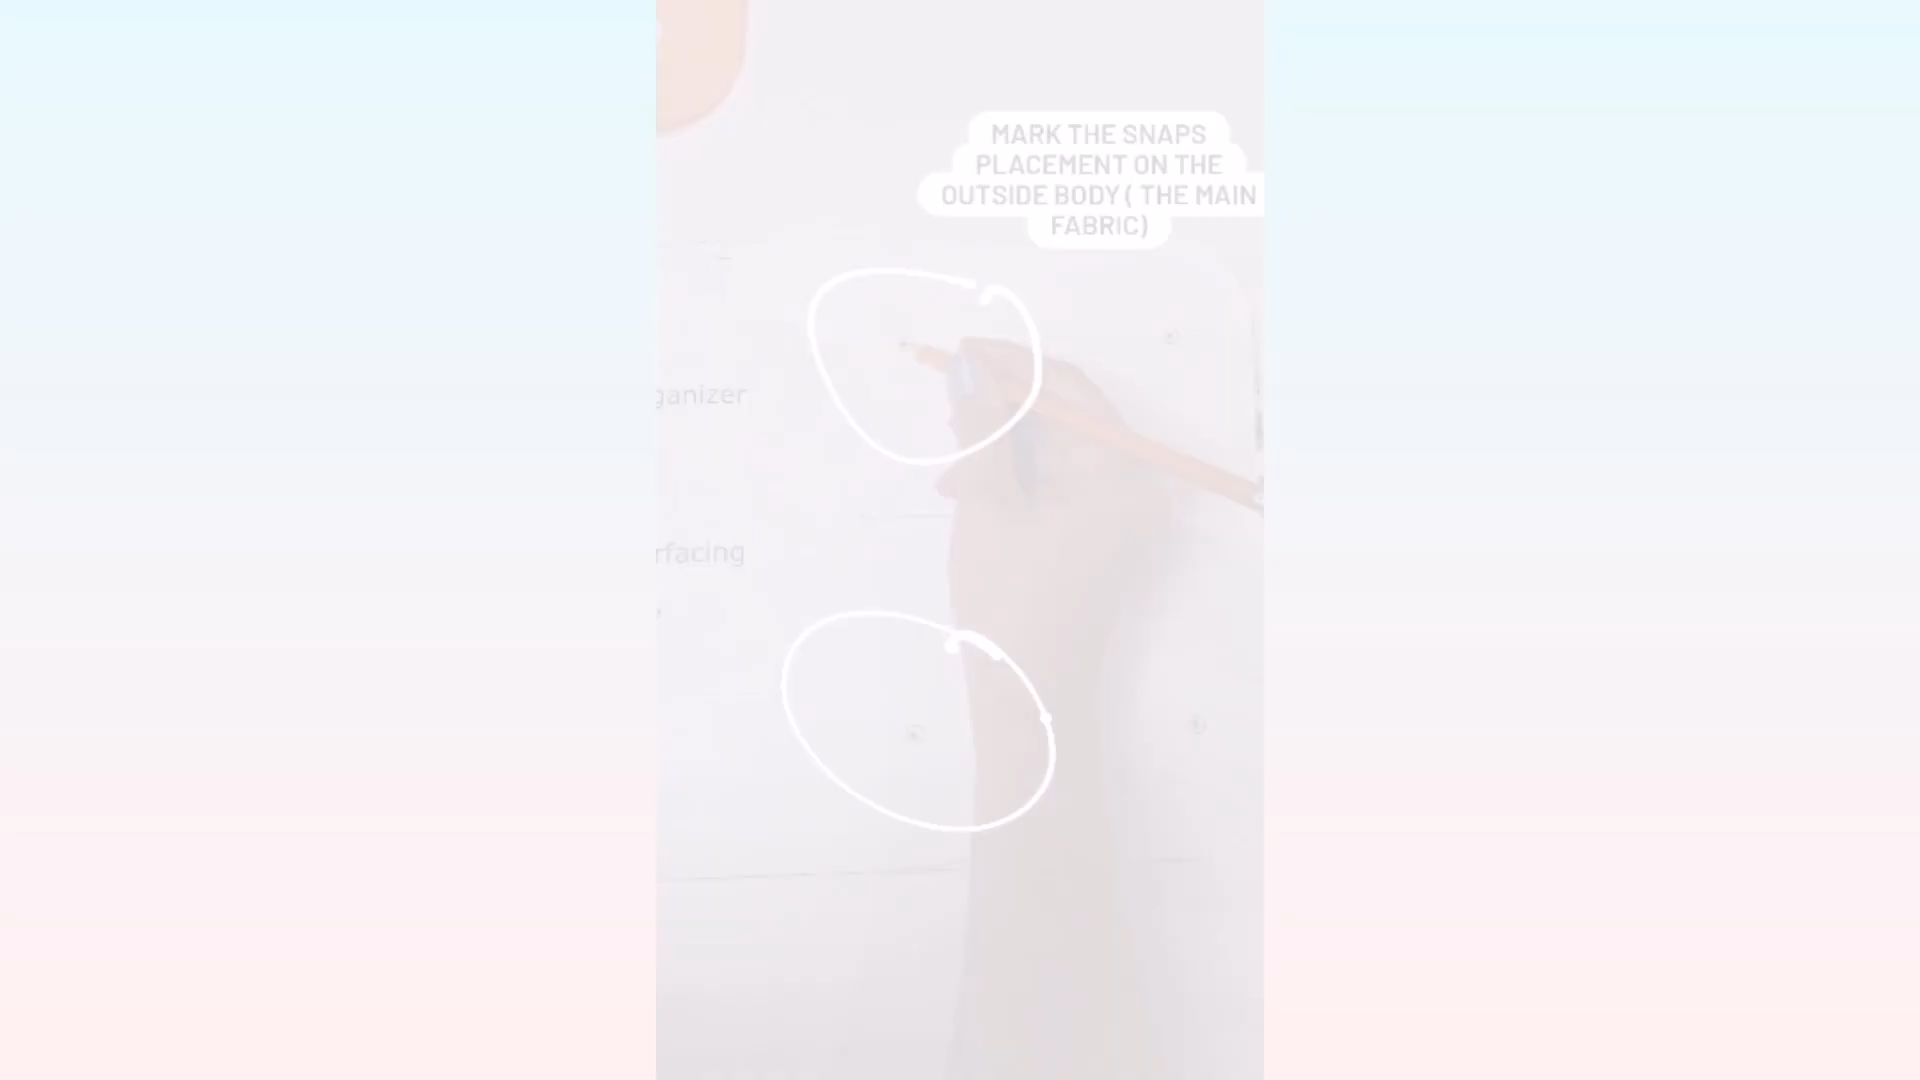 MARK THE SNAPS
PLACEMENT ON THE
OUTSIDE BODY ( THE MAIN
FABRIC)
ganizer
rfacing